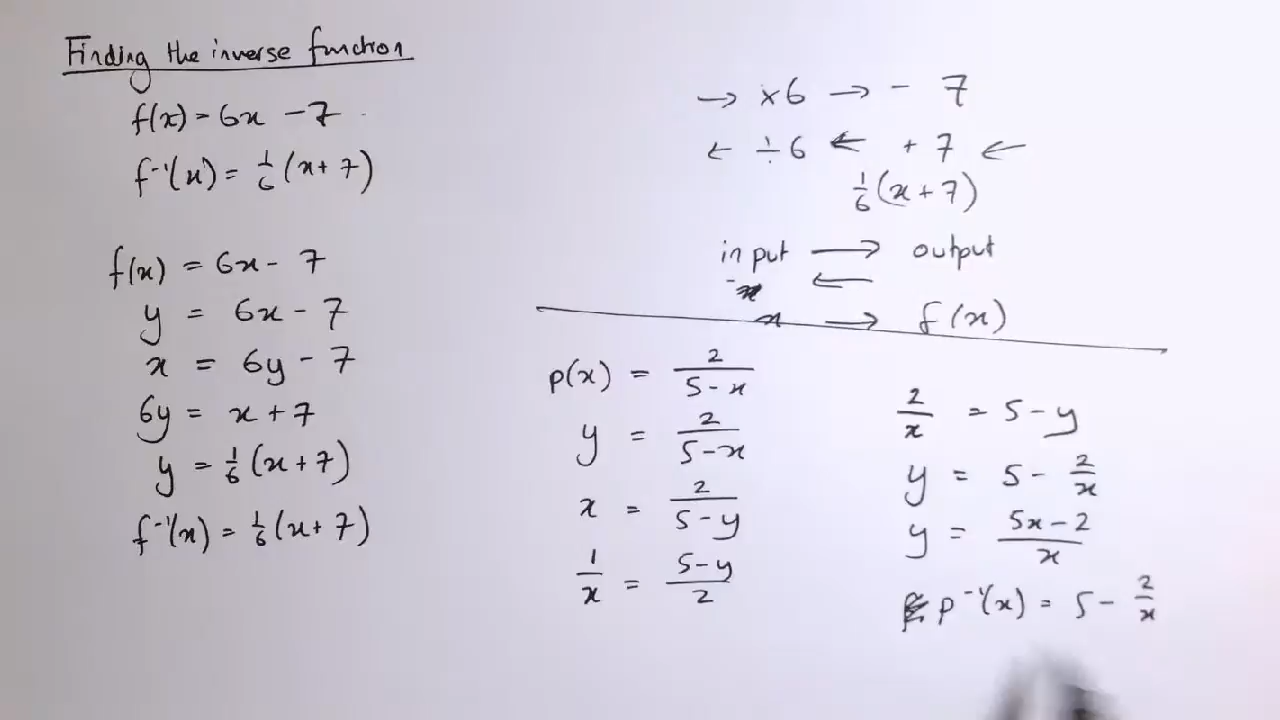 Finding the inverse function
f(x) = 6x - 7
f⁻¹(x) = 1/6 (x + 7)
f(x) = 6x - 7
y = 6x - 7
x = 6y - 7
6y = x + 7
y = 1/6 (x + 7)
f⁻¹(x) = 1/6 (x + 7)
→ ×6 → - 7
← ÷6 ← + 7 ←
1/6 (x + 7)
input → output
←
x → f(x)
p(x) = 2/(5 - x)
y = 2/(5 - x)
x = 2/(5 - y)
1/x = (5 - y)/2
2/x = 5 - y
y = 5 - 2/x
y = (5x - 2)/x
p⁻¹(x) = 5 - 2/x